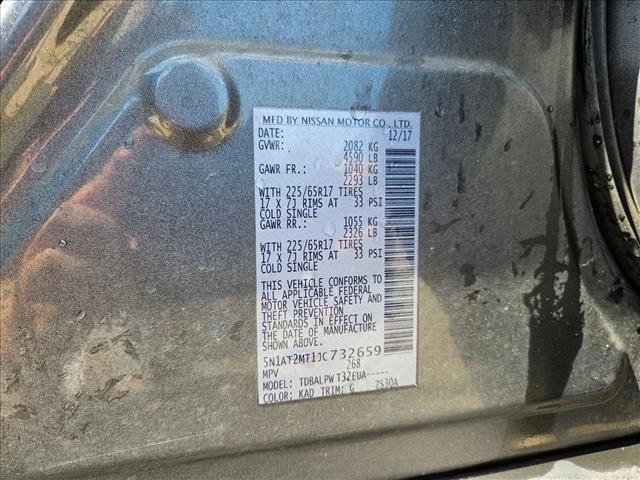 MFD BY NISSAN MOTOR CO., LTD.
DATE: 12/17
GVWR: 2082 KG
4590 LB
GAWR FR.: 1040 KG
2293 LB
WITH 225/65R17 TIRES
17 X 7J RIMS AT 33 PSI
COLD SINGLE
GAWR RR.: 1055 KG
2326 LB
WITH 225/65R17 TIRES
17 X 7J RIMS AT 33 PSI
COLD SINGLE
THIS VEHICLE CONFORMS TO
ALL APPLICABLE FEDERAL
MOTOR VEHICLE SAFETY AND
THEFT PREVENTION
STANDARDS IN EFFECT ON
THE DATE OF MANUFACTURE
SHOWN ABOVE.
5N1AT2MT1JC732659
MPV 268
MODEL: TDBALPW T32EUA-----
COLOR: KAD TRIM: G ZS30A